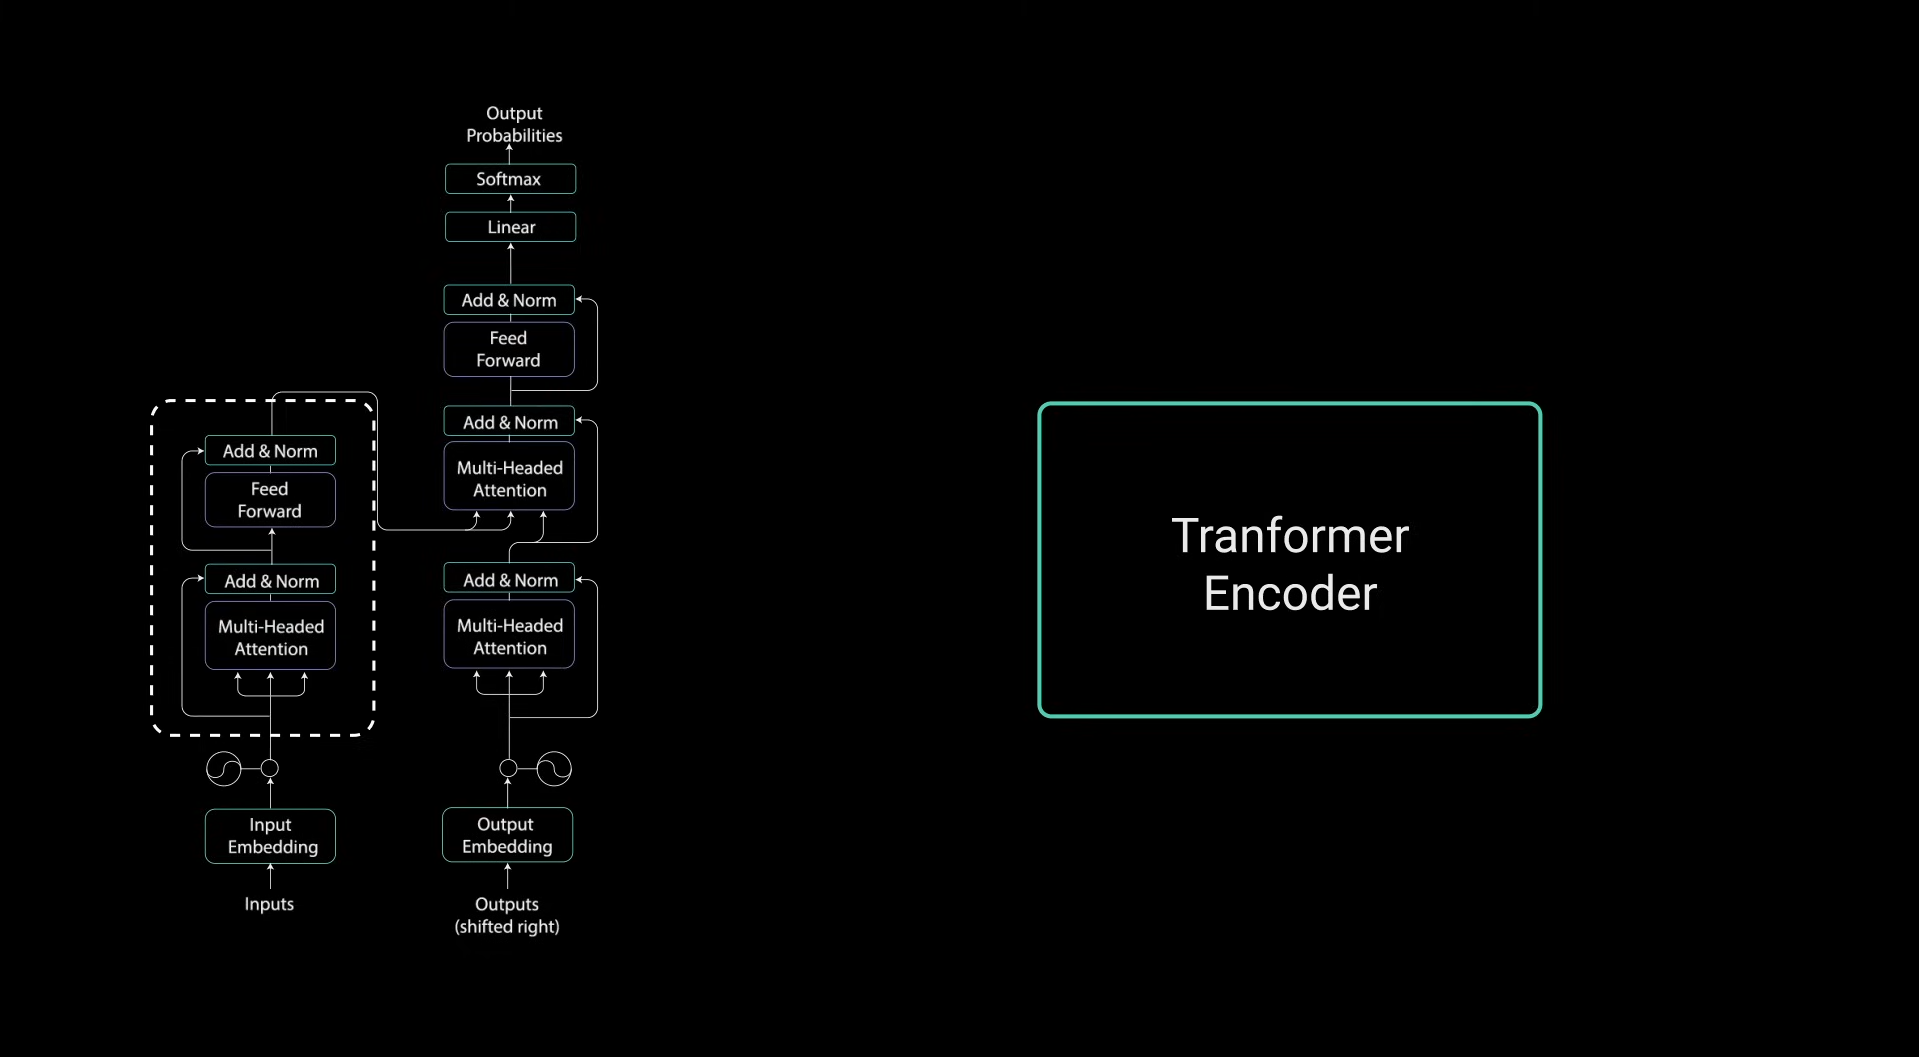 Output
Probabilities
Softmax
Linear
Add & Norm
Feed
Forward
Add & Norm
Multi-Headed
Attention
Add & Norm
Multi-Headed
Attention
Output
Embedding
Outputs
(shifted right)
Add & Norm
Feed
Forward
Add & Norm
Multi-Headed
Attention
Input
Embedding
Inputs
Tranformer
Encoder